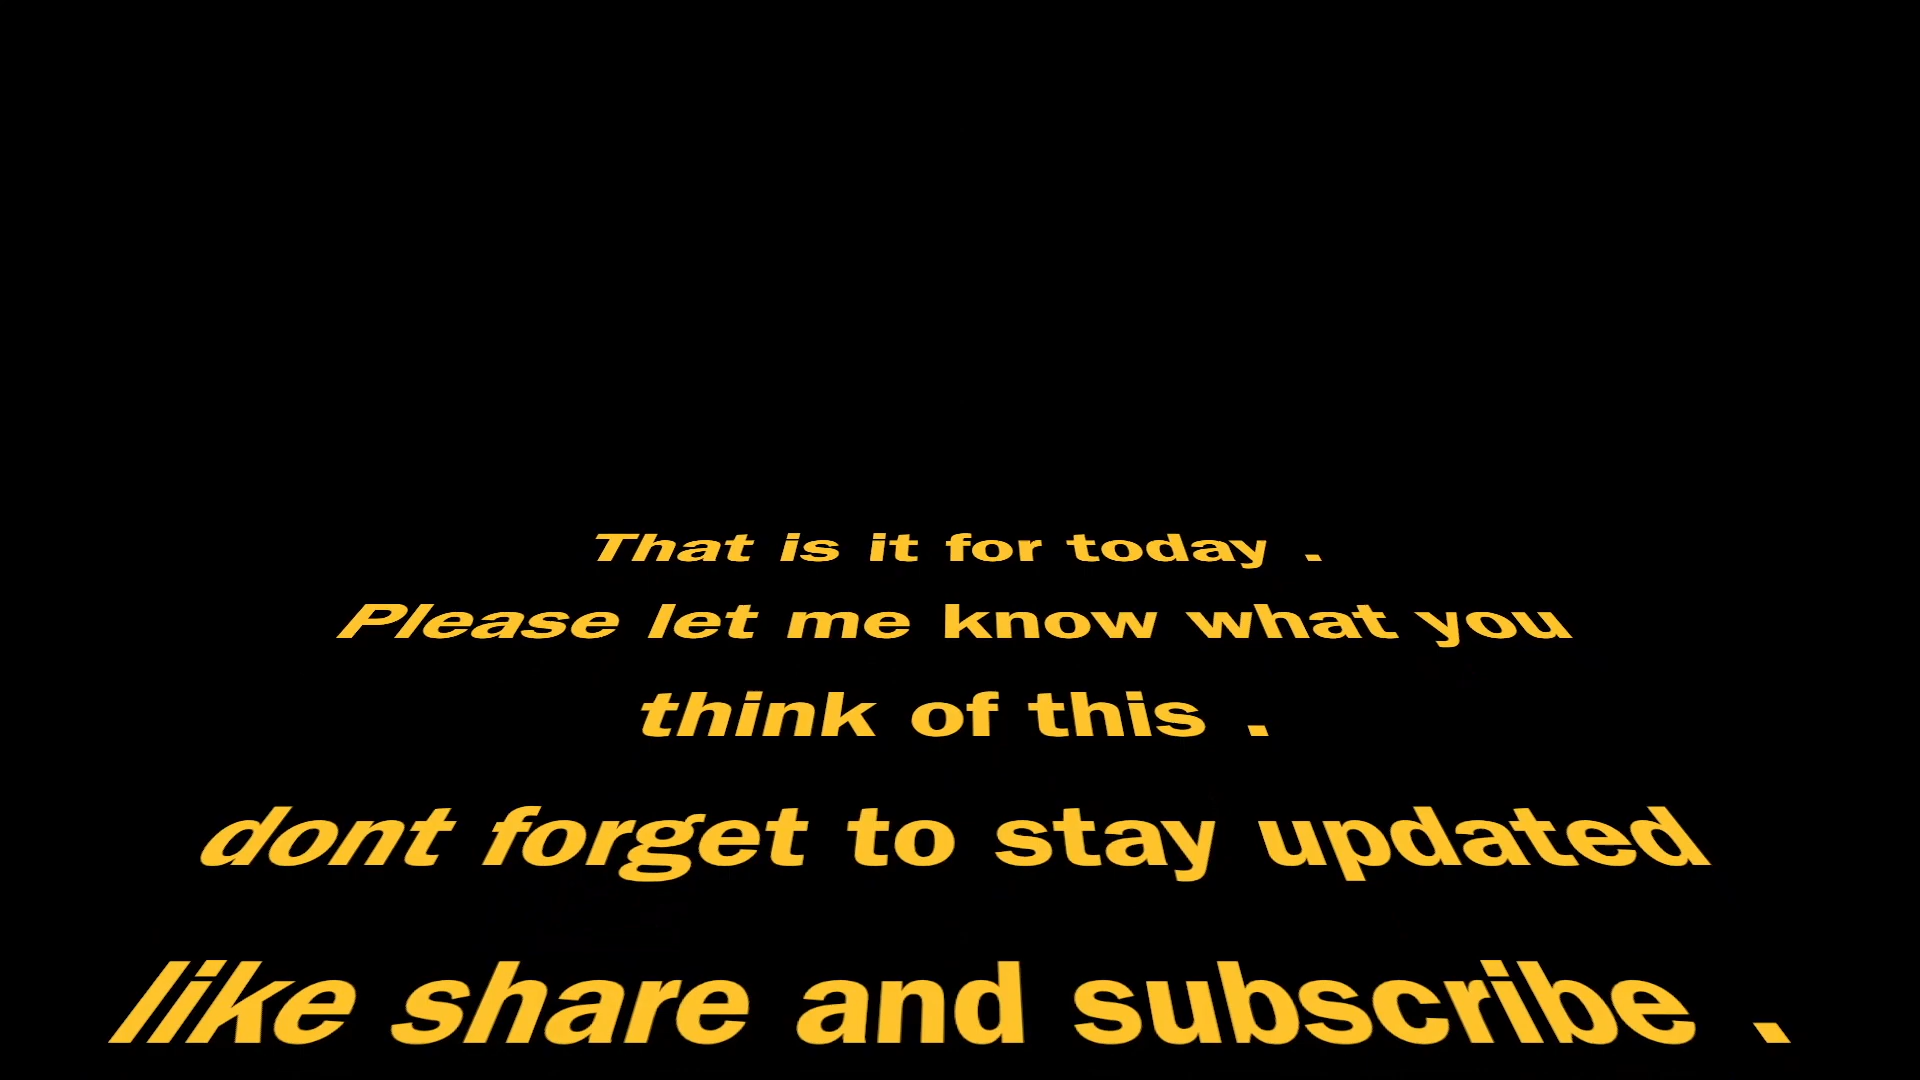 That is it for today .
Please let me know what you
think of this .
dont forget to stay updated
like share and subscribe .